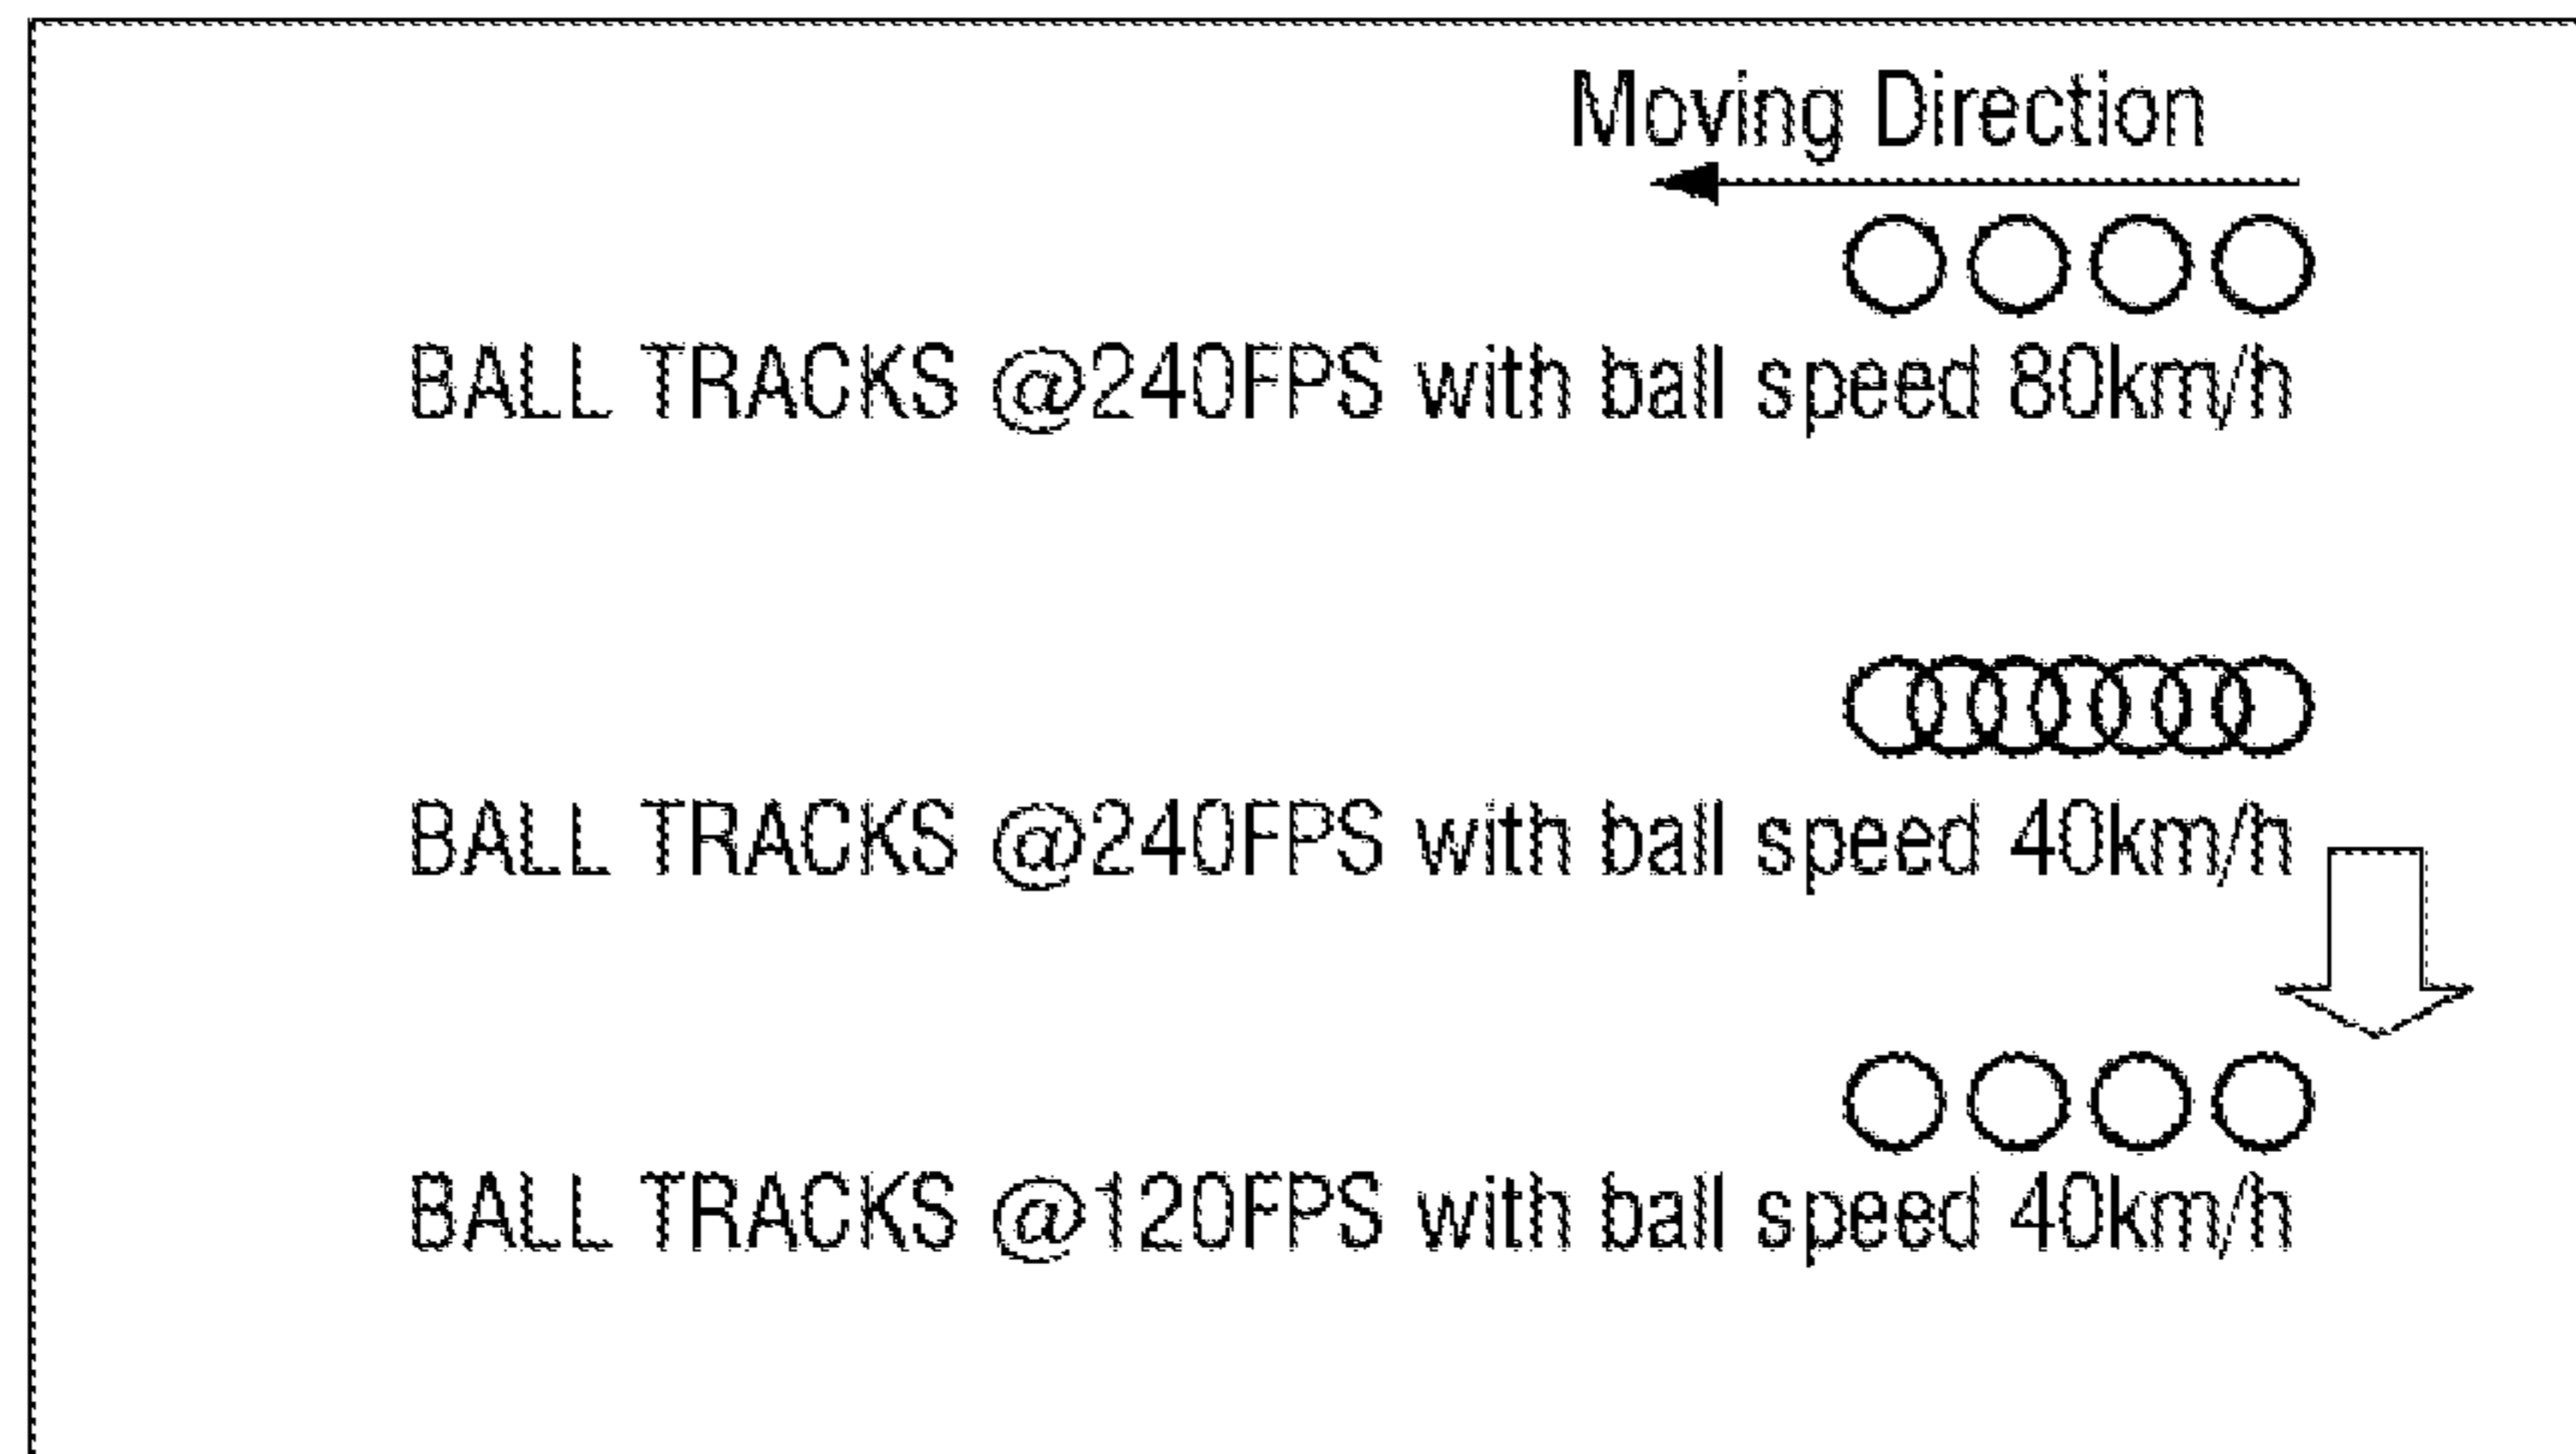 Moving Direction
BALL TRACKS @240FPS with ball speed 80km/h
BALL TRACKS @240FPS with ball speed 40km/h
BALL TRACKS @120FPS with ball speed 40km/h